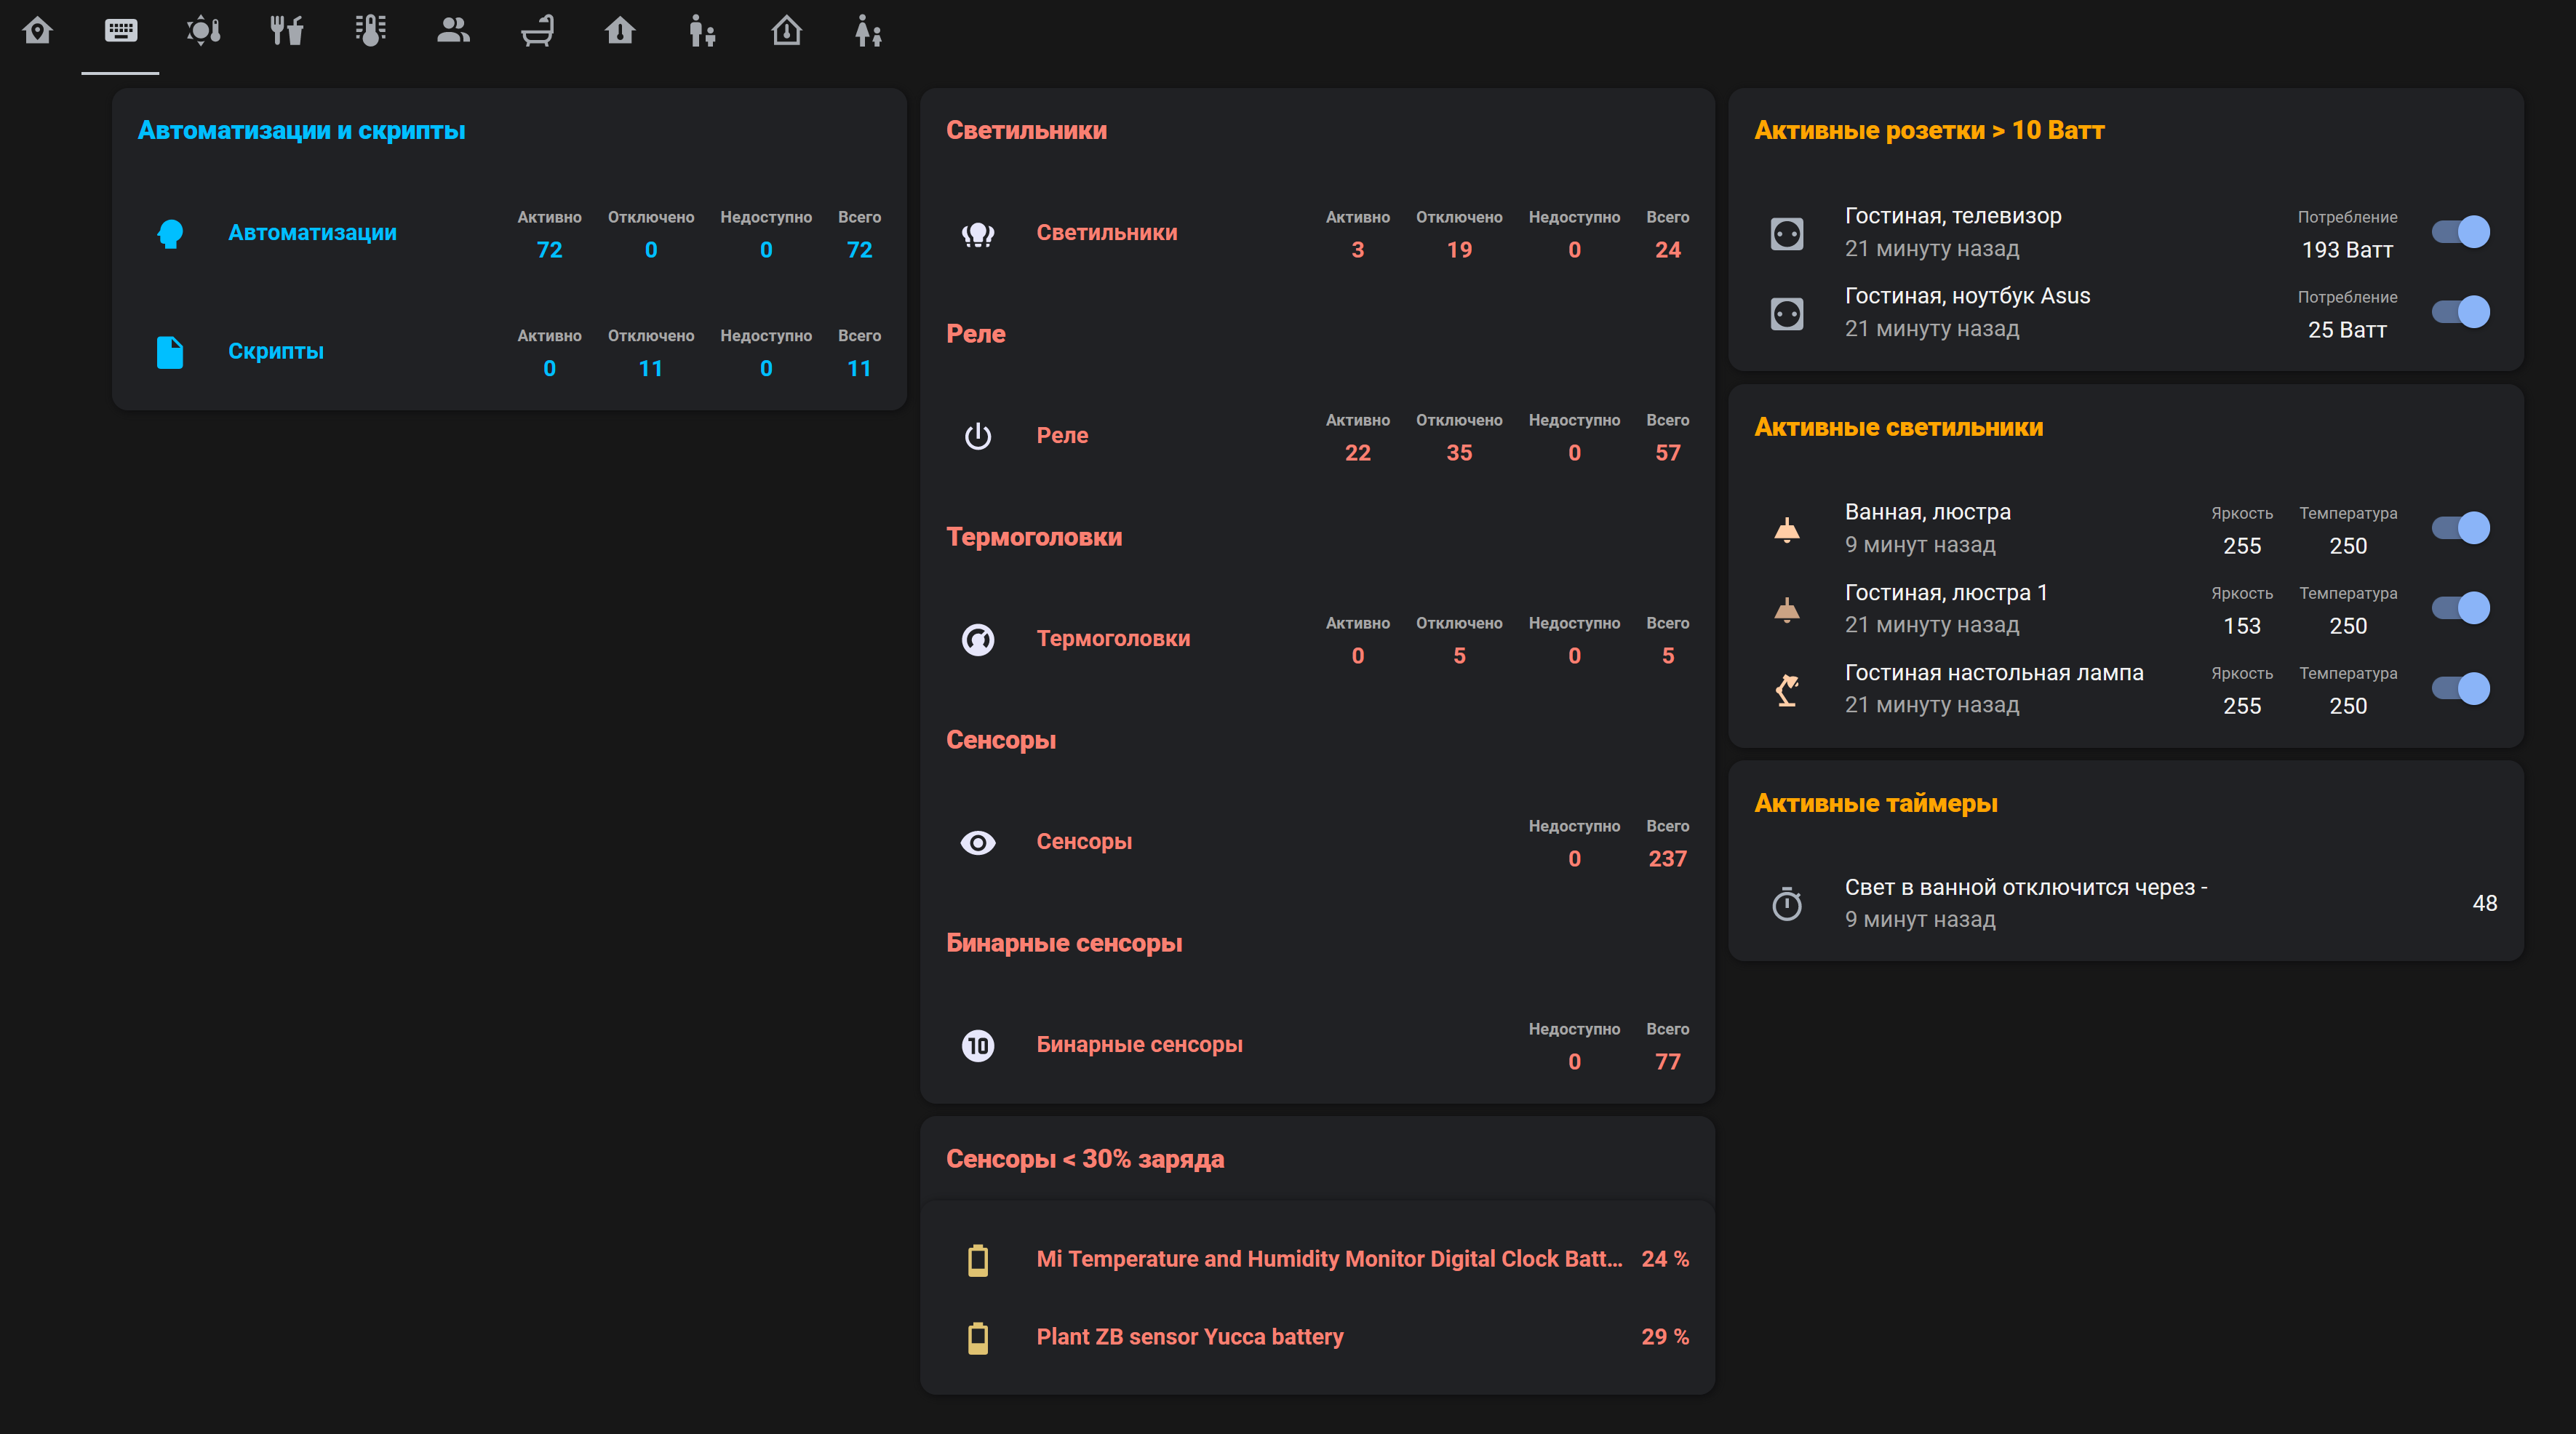 Автоматизации и скрипты
Автоматизации
Активно Отключено Недоступно Всего
72 0 0 72
Скрипты
Активно Отключено Недоступно Всего
0 11 0 11
Светильники
Светильники
Активно Отключено Недоступно Всего
3 19 0 24
Реле
Реле
Активно Отключено Недоступно Всего
22 35 0 57
Термоголовки
Термоголовки
Активно Отключено Недоступно Всего
0 5 0 5
Сенсоры
Сенсоры
Недоступно Всего
0 237
Бинарные сенсоры
10
Бинарные сенсоры
Недоступно Всего
0 77
Сенсоры < 30% заряда
Mi Temperature and Humidity Monitor Digital Clock Batt... 24 %
Plant ZB sensor Yucca battery 29 %
Активные розетки > 10 Ватт
Гостиная, телевизор
21 минуту назад
Потребление
193 Ватт
Гостиная, ноутбук Asus
21 минуту назад
Потребление
25 Ватт
Активные светильники
Ванная, люстра
9 минут назад
Яркость Температура
255 250
Гостиная, люстра 1
21 минуту назад
Яркость Температура
153 250
Гостиная настольная лампа
21 минуту назад
Яркость Температура
255 250
Активные таймеры
Свет в ванной отключится через -
9 минут назад
48